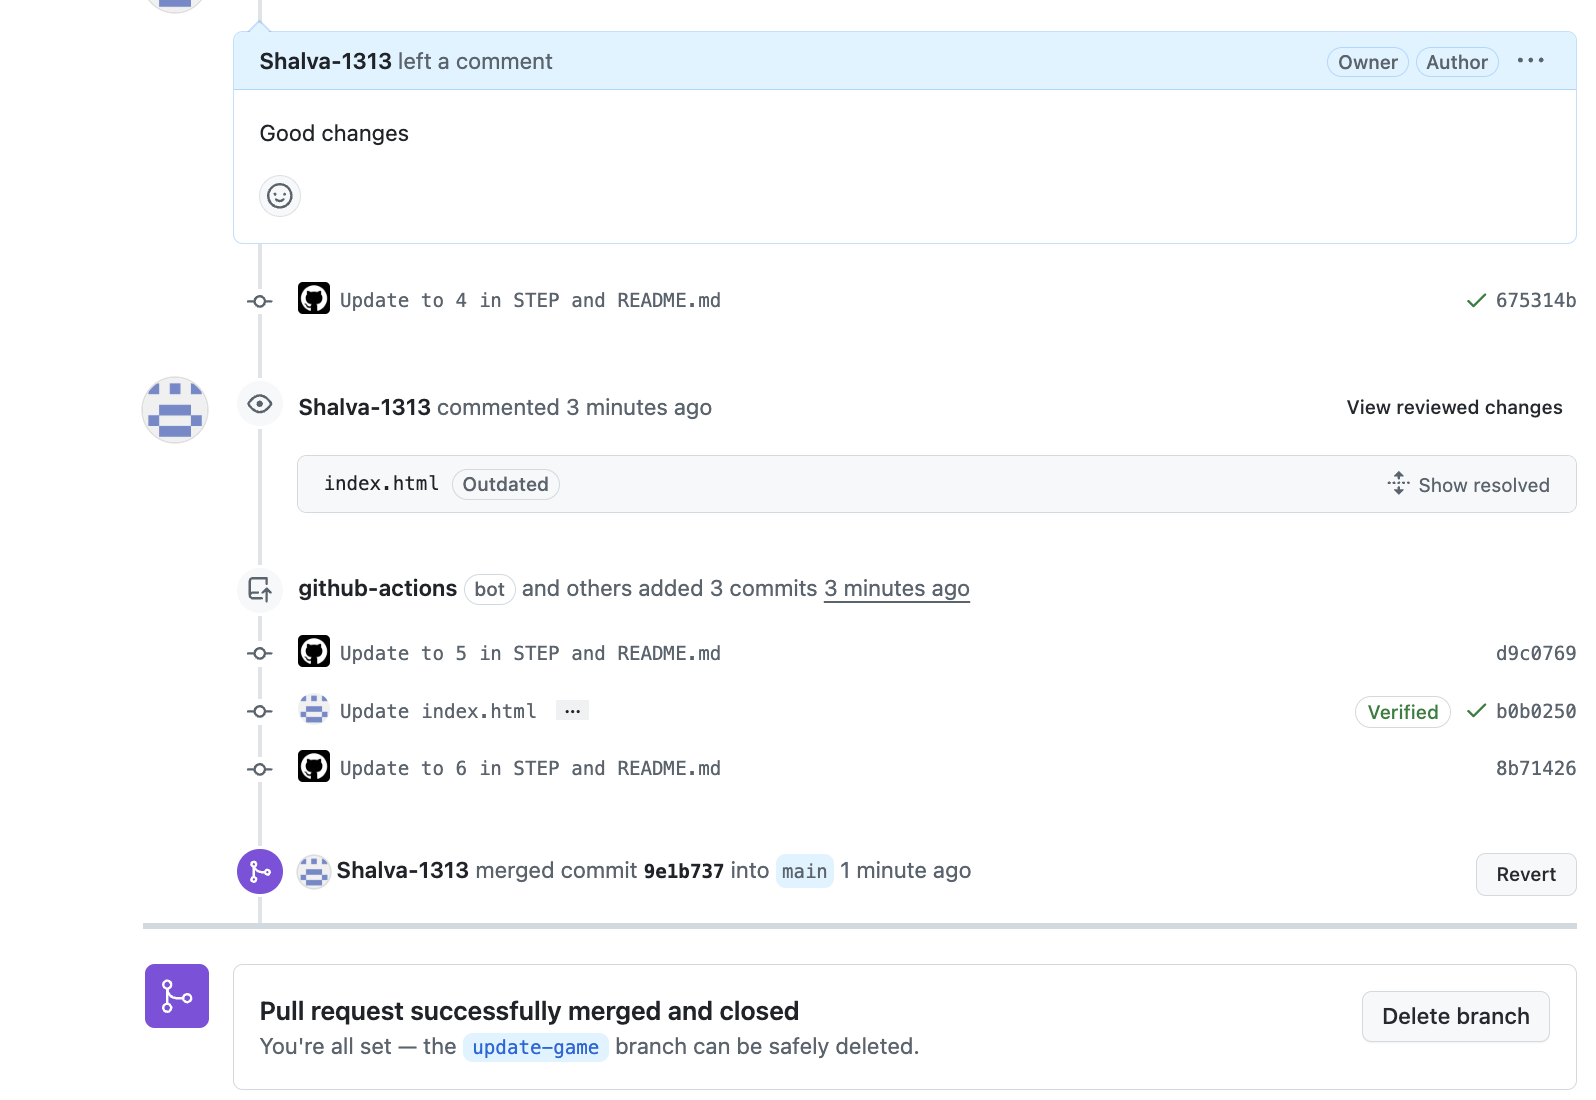 Shalva-1313 left a comment Owner Author
Good changes
Update to 4 in STEP and README.md 675314b
Shalva-1313 commented 3 minutes ago View reviewed changes
index.html Outdated Show resolved
github-actions bot and others added 3 commits 3 minutes ago
Update to 5 in STEP and README.md d9c0769
Update index.html ... Verified b0b0250
Update to 6 in STEP and README.md 8b71426
Shalva-1313 merged commit 9e1b737 into main 1 minute ago Revert
Pull request successfully merged and closed
You're all set — the update-game branch can be safely deleted.
Delete branch